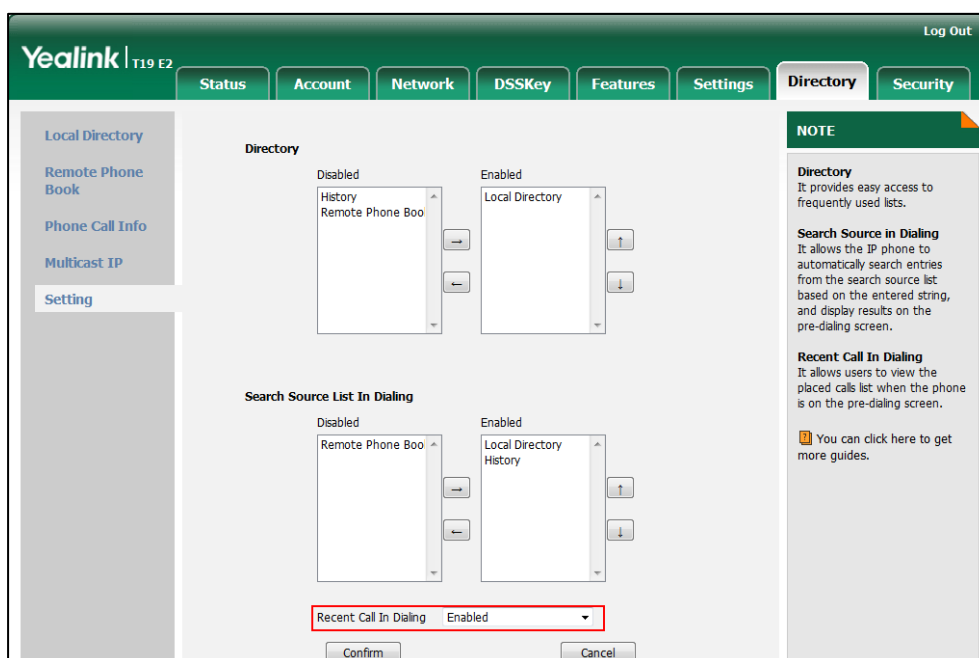 Log Out
Yealink T19 E2
Status Account Network DSSKey Features Settings Directory Security
Local Directory
Remote Phone
Book
Phone Call Info
Multicast IP
Setting
Directory
Disabled Enabled
History
Remote Phone Boo
Local Directory
→
←
↑
↓
Search Source List In Dialing
Disabled Enabled
Remote Phone Boo
Local Directory
History
→
←
↑
↓
Recent Call In Dialing Enabled
Confirm Cancel
NOTE
Directory
It provides easy access to
frequently used lists.
Search Source in Dialing
It allows the IP phone to
automatically search entries
from the search source list
based on the entered string,
and display results on the
pre-dialing screen.
Recent Call In Dialing
It allows users to view the
placed calls list when the phone
is on the pre-dialing screen.
You can click here to get
more guides.